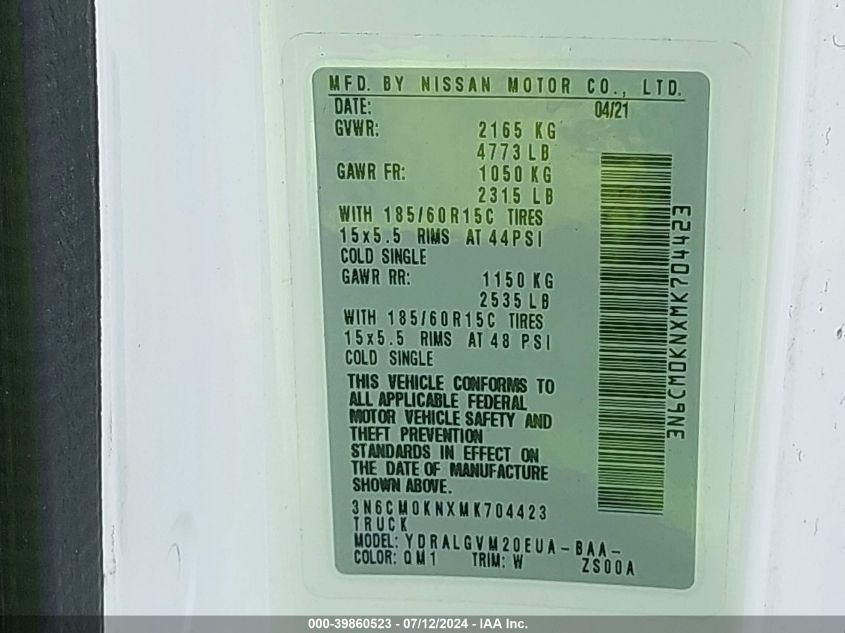 MFD. BY NISSAN MOTOR CO., LTD.
DATE: 04/21
GVWR: 2165 KG
4773 LB
GAWR FR: 1050 KG
2315 LB
WITH 185/60R15C TIRES
15x5.5 RIMS AT 44PSI
COLD SINGLE
GAWR RR: 1150 KG
2535 LB
WITH 185/60R15C TIRES
15x5.5 RIMS AT 48 PSI
COLD SINGLE
THIS VEHICLE CONFORMS TO
ALL APPLICABLE FEDERAL
MOTOR VEHICLE SAFETY AND
THEFT PREVENTION
STANDARDS IN EFFECT ON
THE DATE OF MANUFACTURE
SHOWN ABOVE.
3N6CM0KNXMK704423
TRUCK
MODEL: YDRALGVM20EUA-BAA-
COLOR: QM1 TRIM: W ZS00A
3N6CM0KNXMK704423
000-39860523 - 07/12/2024 - IAA Inc.